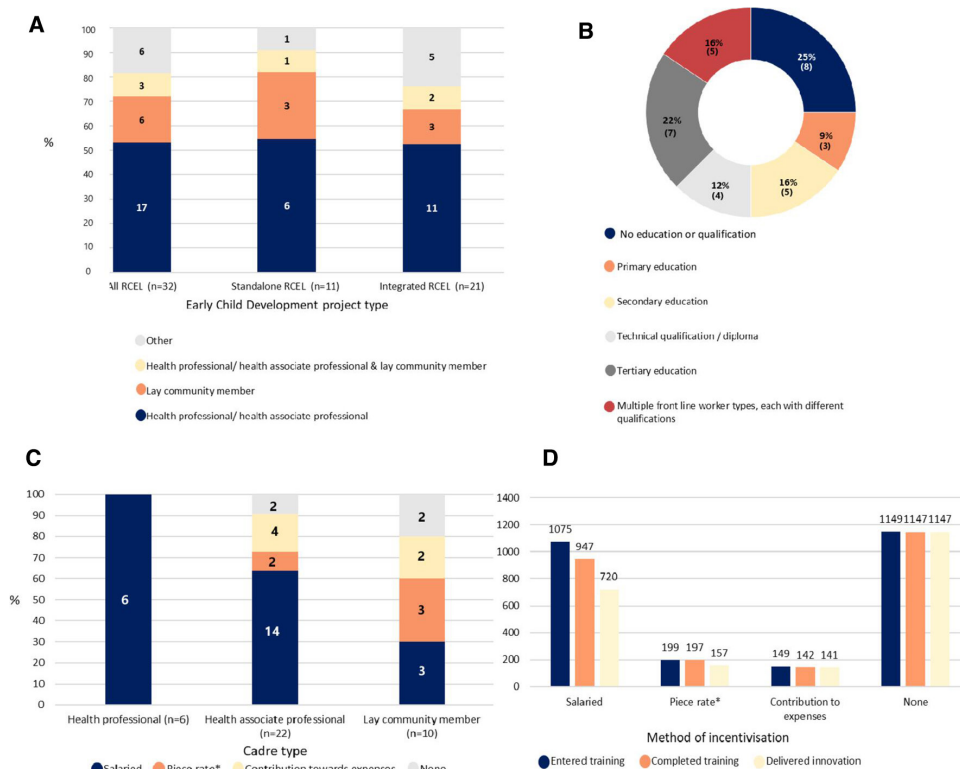 A
100
90
80
70
60
50
40
30
20
10
0
%
6
3
6
17
1
1
3
6
5
2
3
11
All RCEL (n=32) Standalone RCEL (n=11) Integrated RCEL (n=21)
Early Child Development project type
Other
Health professional/ health associate professional & lay community member
Lay community member
Health professional/ health associate professional
B
25%
(8)
9%
(3)
16%
(5)
12%
(4)
22%
(7)
16%
(5)
No education or qualification
Primary education
Secondary education
Technical qualification / diploma
Tertiary education
Multiple front line worker types, each with different
qualifications
C
100
90
80
70
60
50
40
30
20
10
0
%
6
2
4
2
14
2
2
3
3
Health professional (n=6) Health associate professional Lay community member
(n=22) (n=10)
Cadre type
Salaried Piece rate* Contribution towards expenses None
D
1400
1200
1000
800
600
400
200
0
1075
947
720
199 197 157
149 142 141
1149 1147 1147
Salaried Piece rate* Contribution to None
expenses
Method of incentivisation
Entered training Completed training Delivered innovation